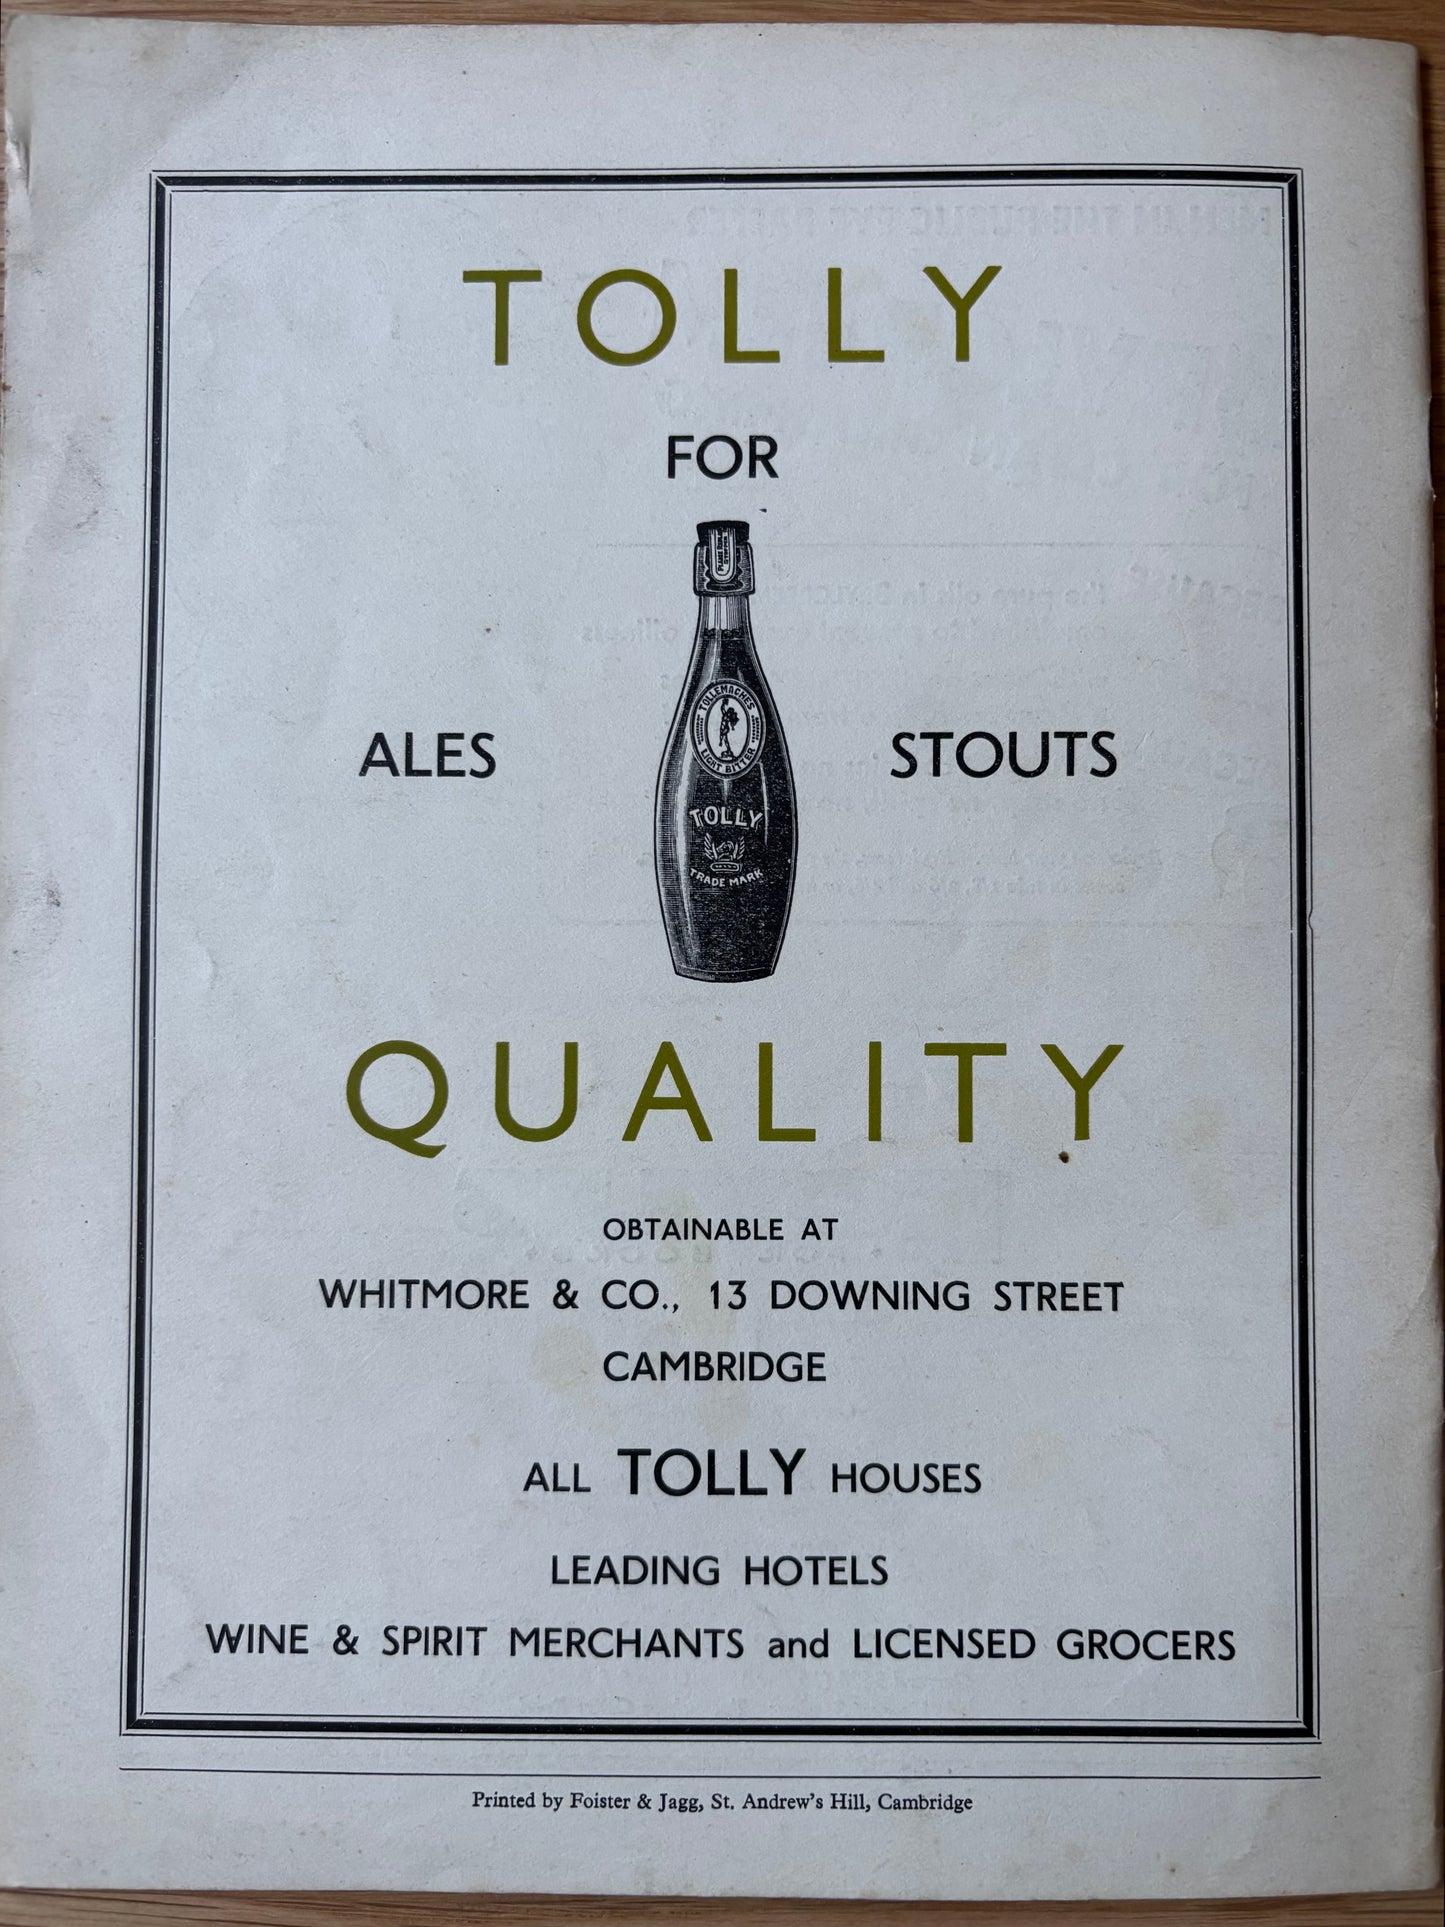 TOLLY
FOR
TOLLEMACHES
LIGHT BITTER
TOLLY
TRADE MARK
ALES
STOUTS
QUALITY
OBTAINABLE AT
WHITMORE & CO., 13 DOWNING STREET
CAMBRIDGE
ALL TOLLY HOUSES
LEADING HOTELS
WINE & SPIRIT MERCHANTS and LICENSED GROCERS
Printed by Foister & Jagg, St. Andrew's Hill, Cambridge